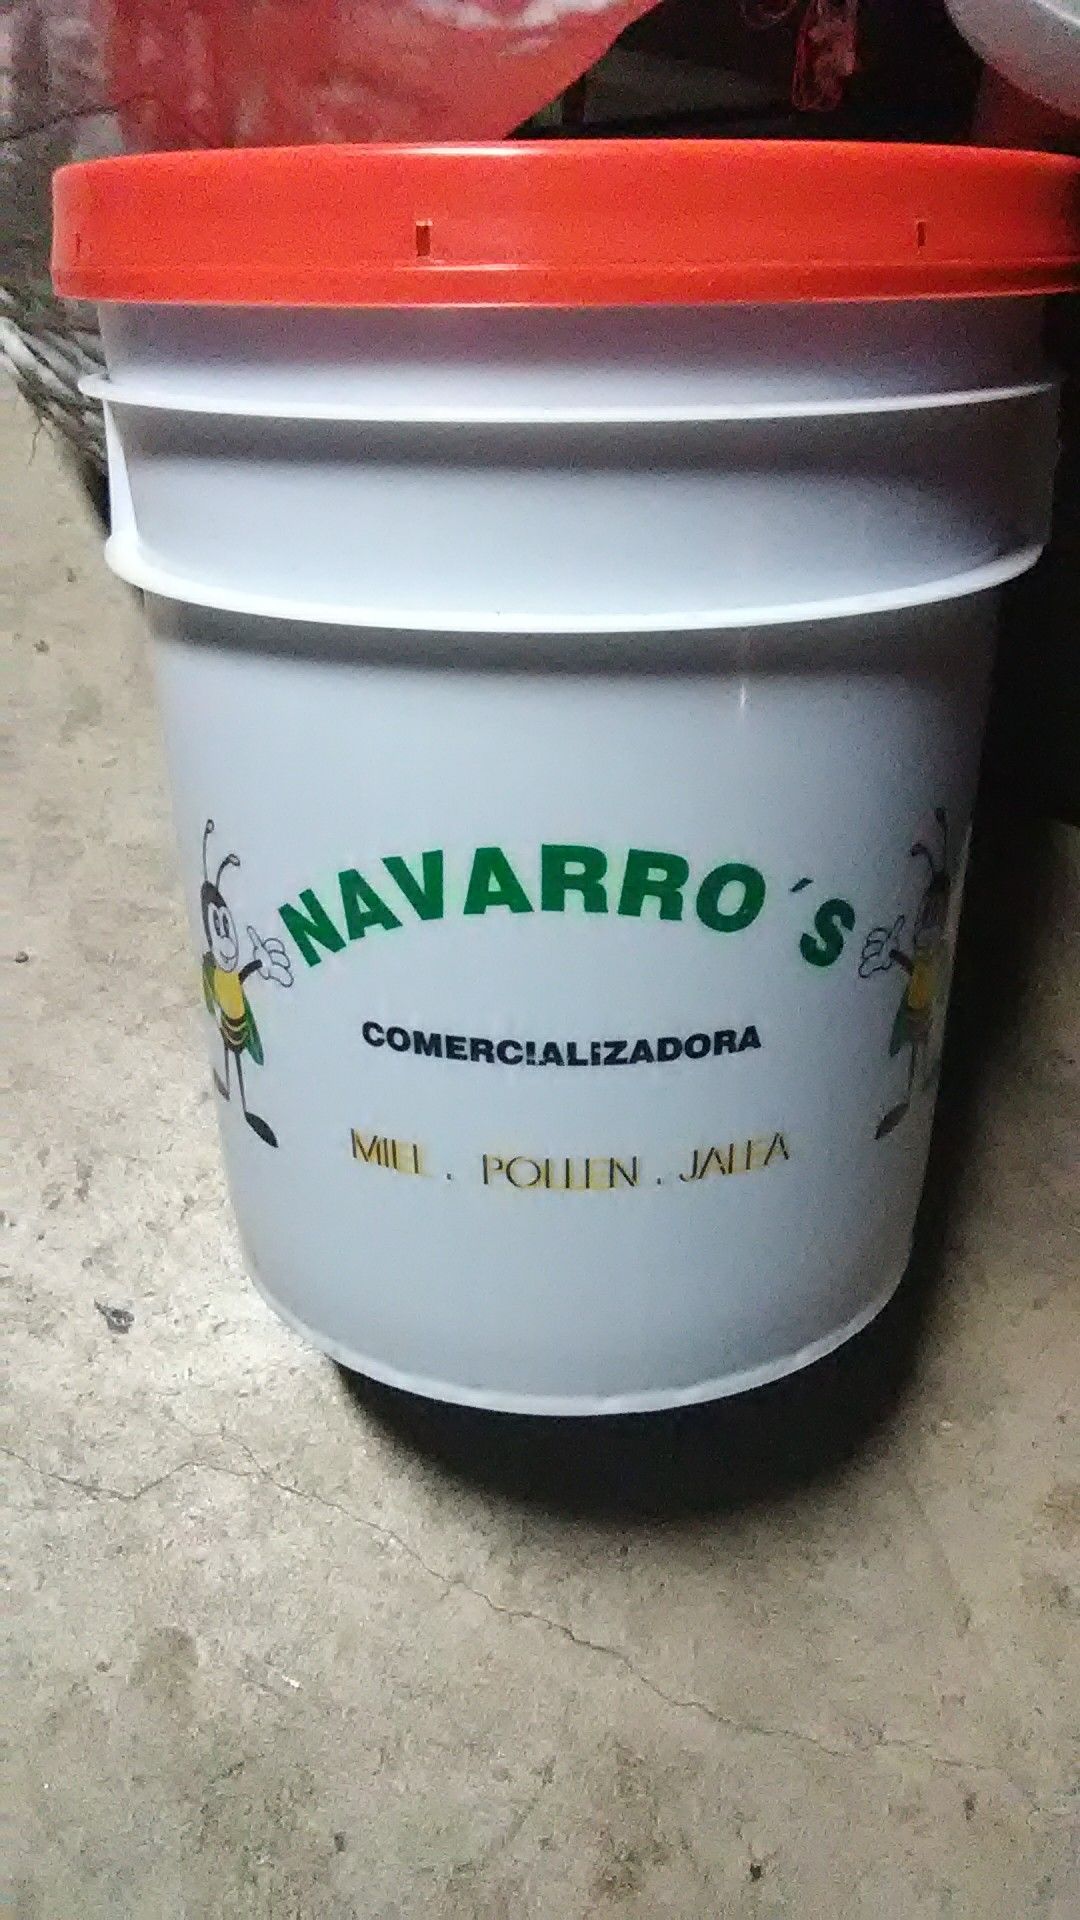 NAVARRO´S
COMERCIALIZADORA
MIEL . POLLEN . JALEA